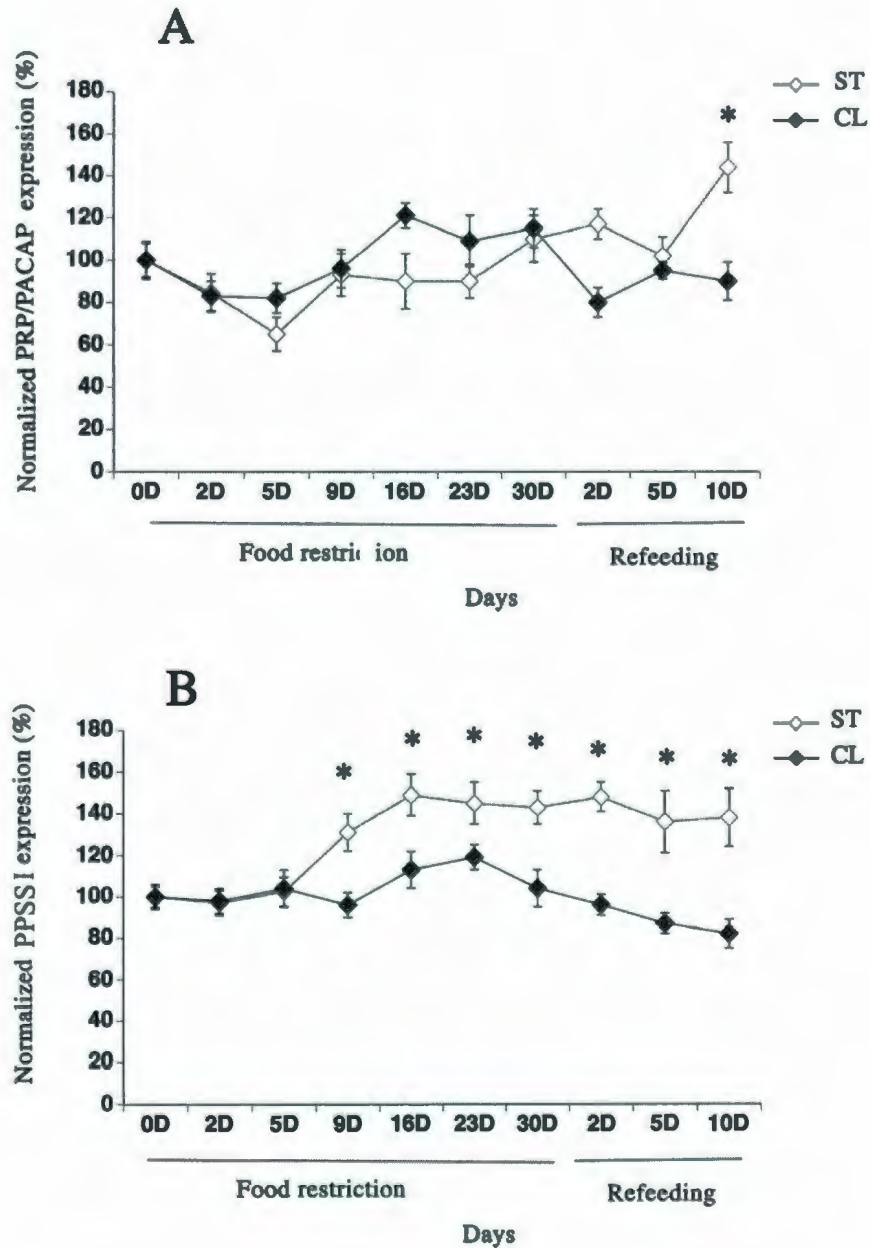 A
Normalized PRP/PACAP expression (%)
180
160
140
120
100
80
60
40
20
0
ST
CL
*
0D 2D 5D 9D 16D 23D 30D 2D 5D 10D
Food restri ion
Refeeding
Days
B
Normalized PPSS I expression (%)
180
160
140
120
100
80
60
40
20
0
ST
CL
* * * * * * *
0D 2D 5D 9D 16D 23D 30D 2D 5D 10D
Food restriction
Refeeding
Days